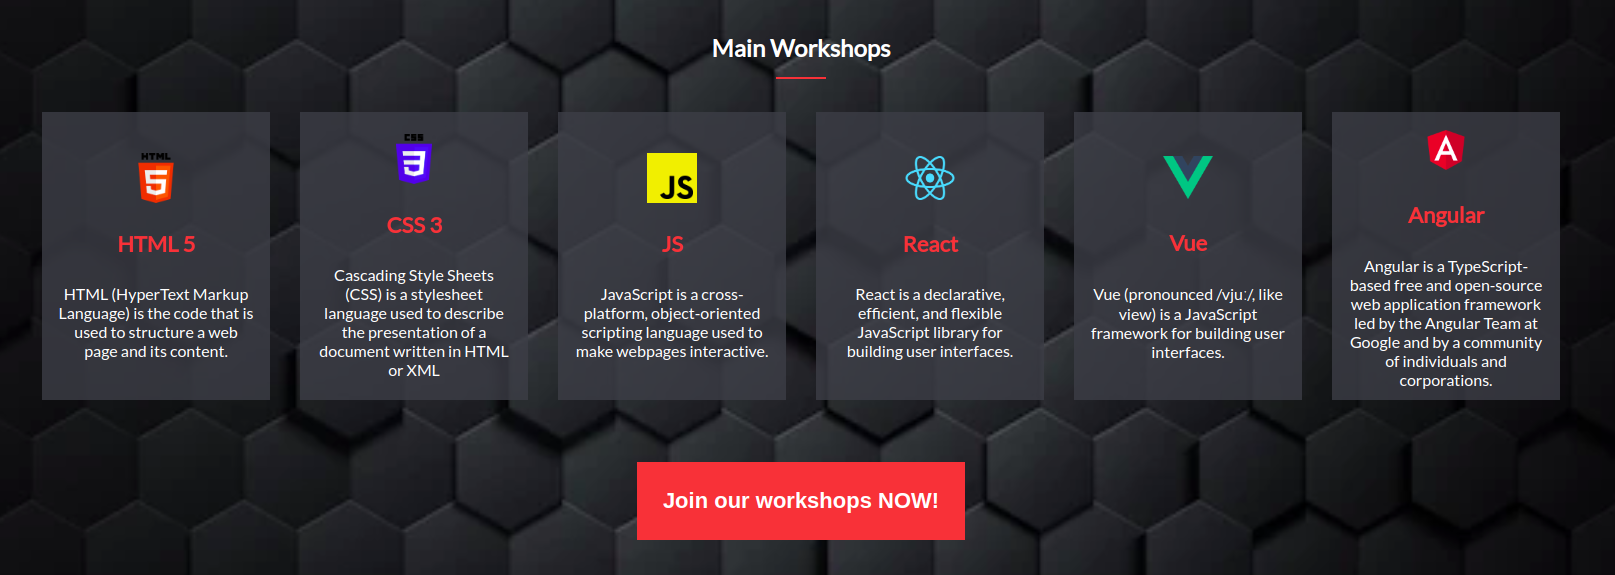 Main Workshops
HTML
5
HTML 5
HTML (HyperText Markup
Language) is the code that is
used to structure a web
page and its content.
CSS
3
CSS 3
Cascading Style Sheets
(CSS) is a stylesheet
language used to describe
the presentation of a
document written in HTML
or XML
JS
JS
JavaScript is a cross-
platform, object-oriented
scripting language used to
make webpages interactive.
React
React is a declarative,
efficient, and flexible
JavaScript library for
building user interfaces.
Vue
Vue (pronounced /vjuː/, like
view) is a JavaScript
framework for building user
interfaces.
A
Angular
Angular is a TypeScript-
based free and open-source
web application framework
led by the Angular Team at
Google and by a community
of individuals and
corporations.
Join our workshops NOW!